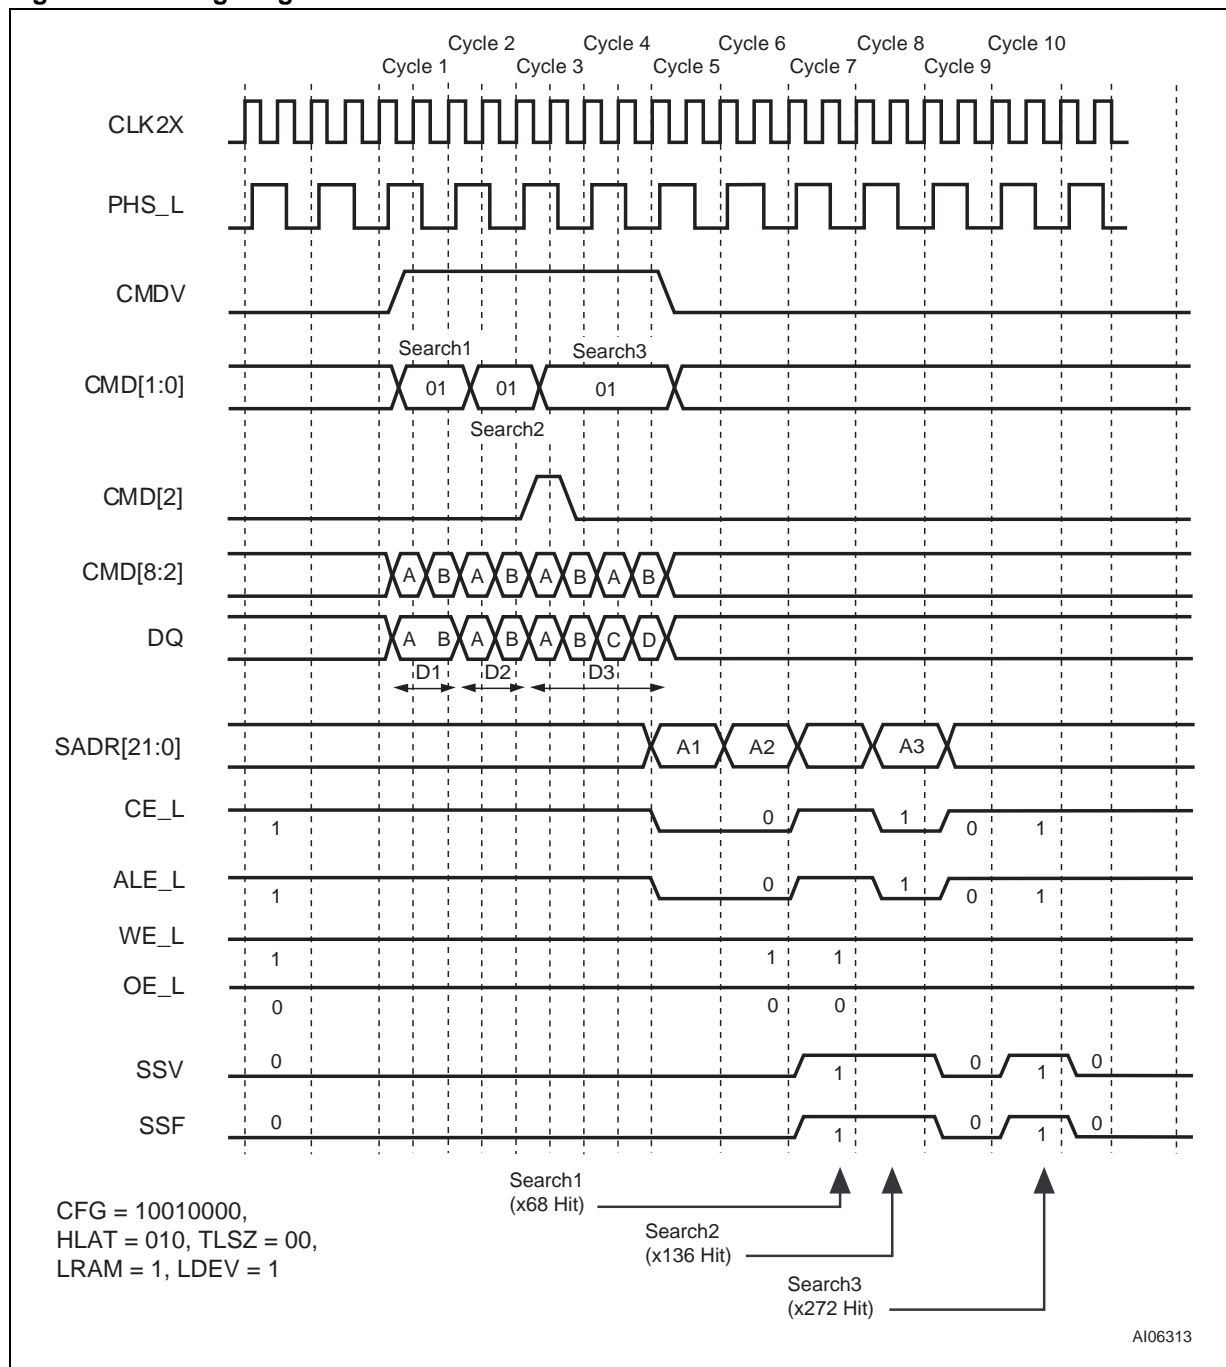 Cycle 2 Cycle 4 Cycle 6 Cycle 8 Cycle 10
Cycle 1 Cycle 3 Cycle 5 Cycle 7 Cycle 9
CLK2X
PHS_L
CMDV
Search1 Search3
CMD[1:0] 01 01 01
Search2
CMD[2]
CMD[8:2] A B A B A B A B
DQ A B A B A B C D
D1 D2 D3
SADR[21:0] A1 A2 A3
CE_L 1 0 1 0 1
ALE_L 1 0 1 0 1
WE_L
1 1 1
OE_L
0 0 0
SSV 0 1 0 1 0
SSF 0 1 0 1 0
Search1
(x68 Hit)
Search2
(x136 Hit)
Search3
(x272 Hit)
CFG = 10010000,
HLAT = 010, TLSZ = 00,
LRAM = 1, LDEV = 1
AI06313